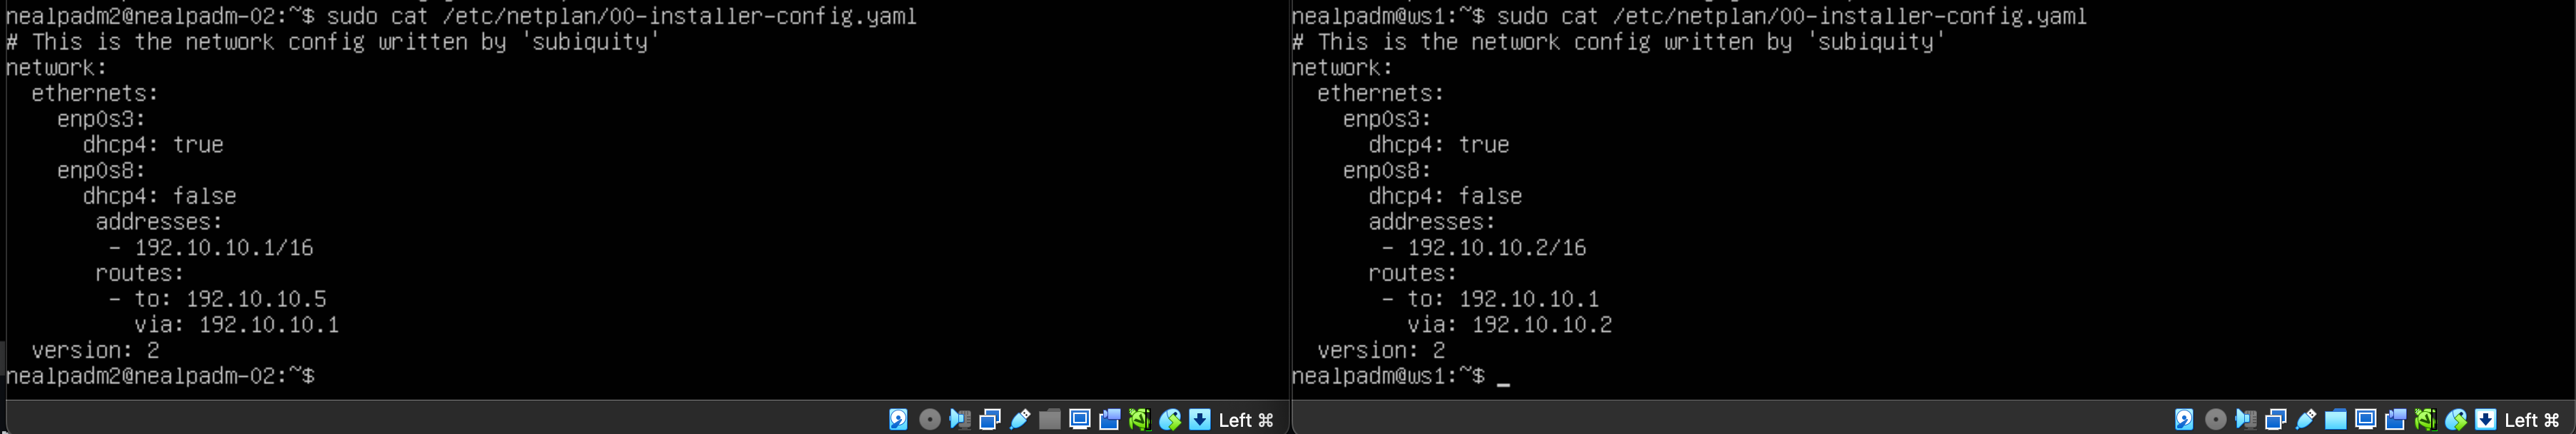 nealpadm2@nealpadm-02:~$ sudo cat /etc/netplan/00-installer-config.yaml
# This is the network config written by 'subiquity'
network:
  ethernets:
    enp0s3:
      dhcp4: true
    enp0s8:
      dhcp4: false
       addresses:
        - 192.10.10.1/16
       routes:
        - to: 192.10.10.5
          via: 192.10.10.1
  version: 2
nealpadm2@nealpadm-02:~$
Left ⌘
nealpadm@ws1:~$ sudo cat /etc/netplan/00-installer-config.yaml
# This is the network config written by 'subiquity'
network:
  ethernets:
    enp0s3:
      dhcp4: true
    enp0s8:
      dhcp4: false
      addresses:
       - 192.10.10.2/16
      routes:
       - to: 192.10.10.1
         via: 192.10.10.2
  version: 2
nealpadm@ws1:~$ _
Left ⌘